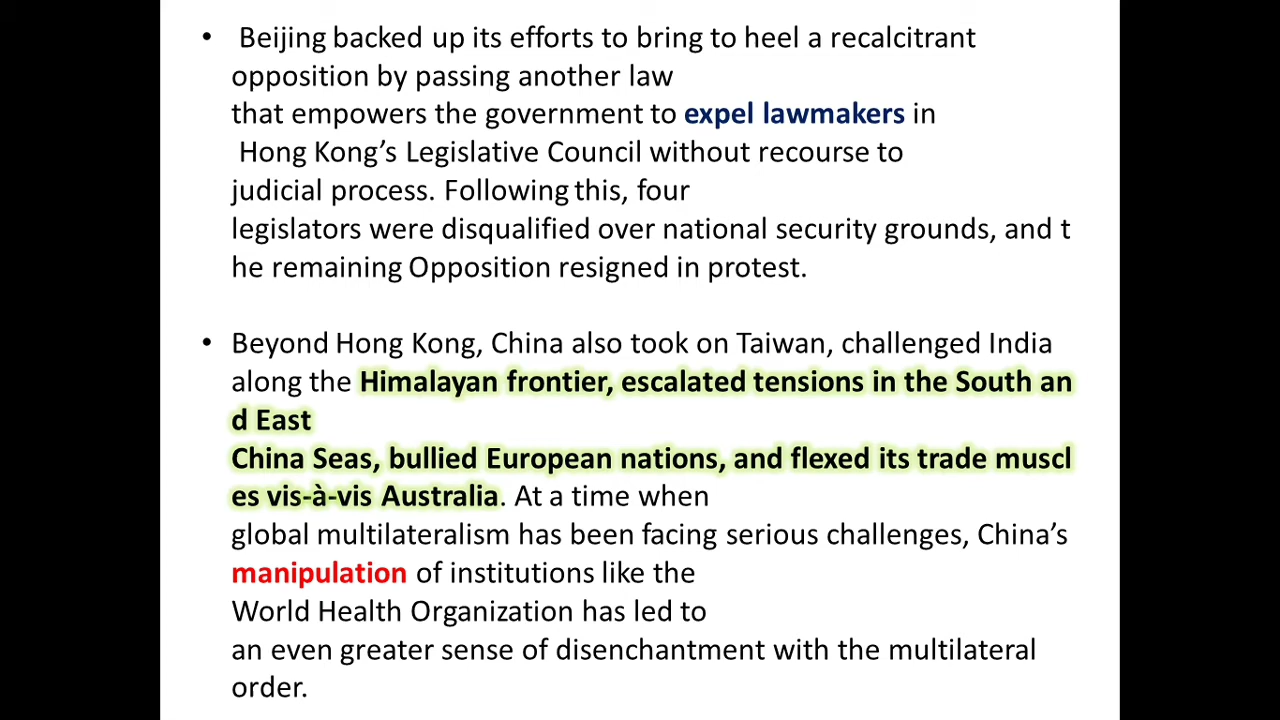 • Beijing backed up its efforts to bring to heel a recalcitrant
opposition by passing another law
that empowers the government to expel lawmakers in
Hong Kong’s Legislative Council without recourse to
judicial process. Following this, four
legislators were disqualified over national security grounds, and t
he remaining Opposition resigned in protest.
• Beyond Hong Kong, China also took on Taiwan, challenged India
along the Himalayan frontier, escalated tensions in the South an
d East
China Seas, bullied European nations, and flexed its trade muscl
es vis-à-vis Australia. At a time when
global multilateralism has been facing serious challenges, China’s
manipulation of institutions like the
World Health Organization has led to
an even greater sense of disenchantment with the multilateral
order.